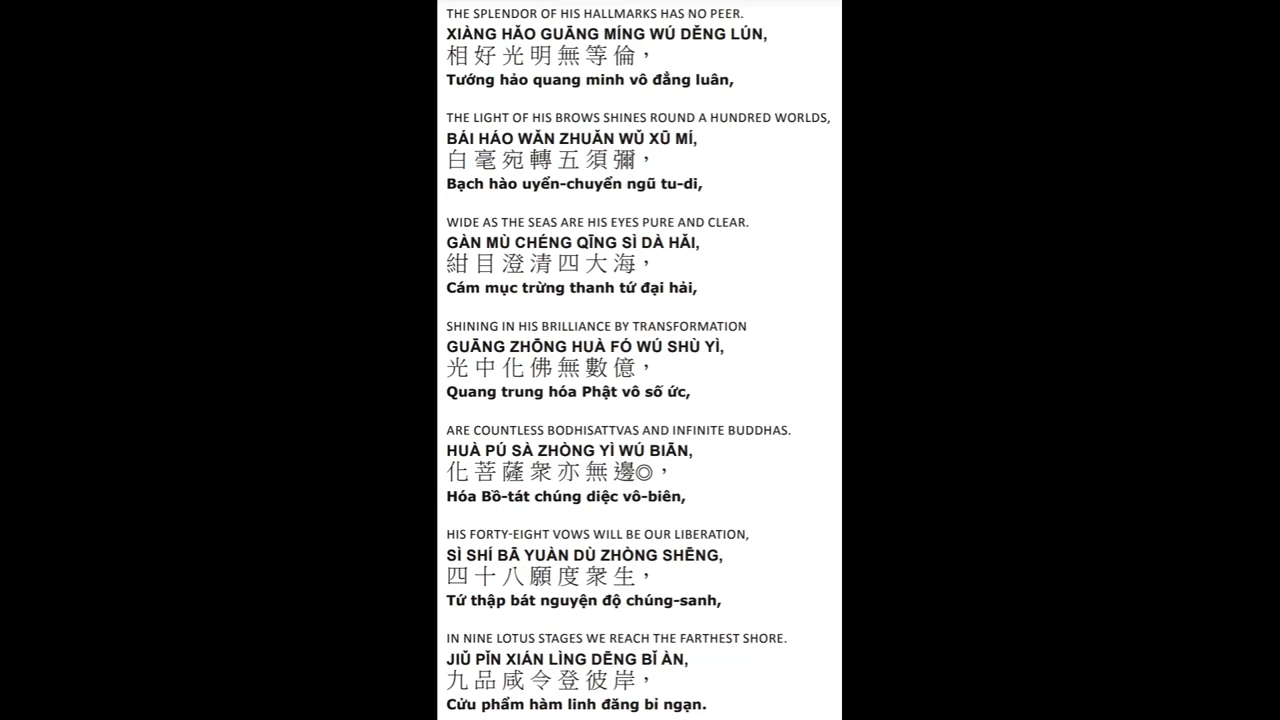 THE SPLENDOR OF HIS HALLMARKS HAS NO PEER.
XIÀNG HǍO GUĀNG MÍNG WÚ DĚNG LÚN,
相好光明無等倫，
Tướng hảo quang minh vô đẳng luân,
THE LIGHT OF HIS BROWS SHINES ROUND A HUNDRED WORLDS,
BÁI HÁO WǍN ZHUǍN WǓ XŪ MÍ,
白毫宛轉五須彌，
Bạch hào uyển-chuyển ngũ tu-di,
WIDE AS THE SEAS ARE HIS EYES PURE AND CLEAR.
GÀN MÙ CHÉNG QĪNG SÌ DÀ HǍI,
紺目澄清四大海，
Cám mục trừng thanh tứ đại hải,
SHINING IN HIS BRILLIANCE BY TRANSFORMATION
GUĀNG ZHŌNG HUÀ FÓ WÚ SHÙ YÌ,
光中化佛無數億，
Quang trung hóa Phật vô số ức,
ARE COUNTLESS BODHISATTVAS AND INFINITE BUDDHAS.
HUÀ PÚ SÀ ZHÒNG YÌ WÚ BIĀN,
化菩薩衆亦無邊◎，
Hóa Bồ-tát chúng diệc vô-biên,
HIS FORTY-EIGHT VOWS WILL BE OUR LIBERATION,
SÌ SHÍ BĀ YUÀN DÙ ZHÒNG SHĒNG,
四十八願度衆生，
Tứ thập bát nguyện độ chúng-sanh,
IN NINE LOTUS STAGES WE REACH THE FARTHEST SHORE.
JIǓ PǏN XIÁN LÌNG DĒNG BǏ ÀN,
九品咸令登彼岸，
Cửu phẩm hàm linh đăng bỉ ngạn.